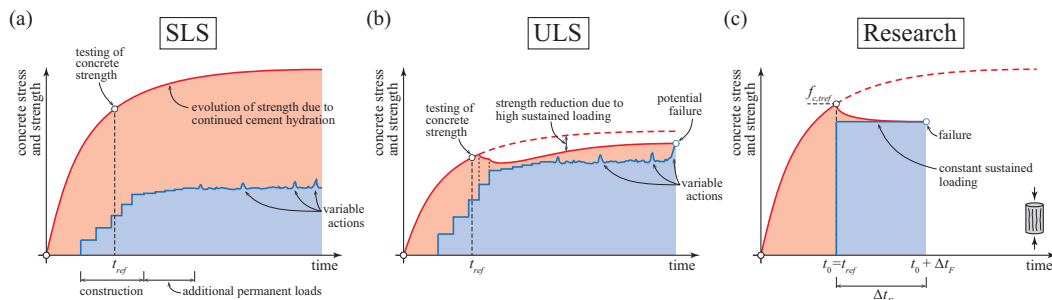 (a)
SLS
testing of
concrete
strength
concrete stress
and strength
evolution of strength due to
continued cement hydration
variable
actions
t_ref
time
construction
additional permanent loads
(b)
ULS
testing of
concrete
strength
strength reduction due to
high sustained loading
potential
failure
concrete stress
and strength
variable
actions
t_ref
time
(c)
Research
f_c,tref
concrete stress
and strength
failure
constant sustained
loading
t_0 = t_ref
t_0 + Δt_F
time
Δt_F